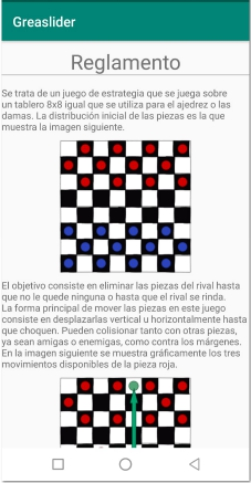 Greaslider
Reglamento
Se trata de un juego de estrategia que se juega sobre
un tablero 8x8 igual que se utiliza para el ajedrez o las
damas. La distribución inicial de las piezas es la que
muestra la imagen siguiente.
El objetivo consiste en eliminar las piezas del rival hasta
que no le quede ninguna o hasta que el rival se rinda.
La forma principal de mover las piezas en este juego
consiste en desplazarlas vertical u horizontalmente hasta
que choquen. Pueden colisionar tanto con otras piezas,
ya sean amigas o enemigas, como contra los márgenes.
En la imagen siguiente se muestra gráficamente los tres
movimientos disponibles de la pieza roja.